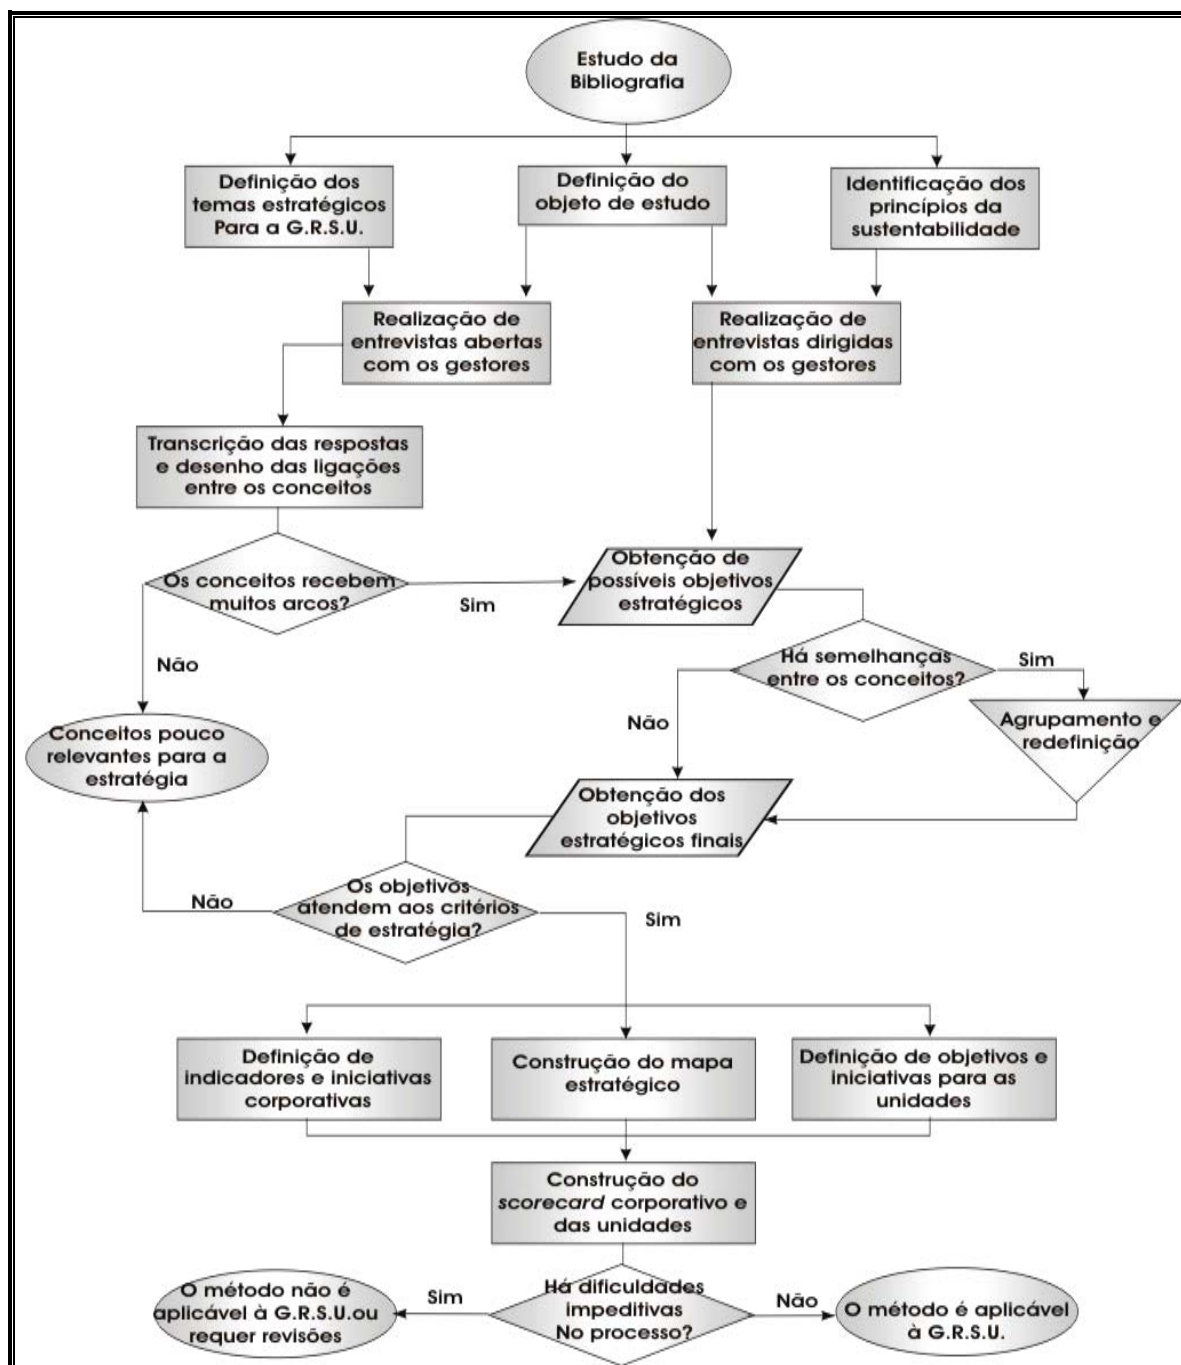 Estudo da
Bibliografia
Definição dos
temas estratégicos
Para a G.R.S.U.
Definição do
objeto de estudo
Identificação dos
princípios da
sustentabilidade
Realização de
entrevistas abertas
com os gestores
Realização de
entrevistas dirigidas
com os gestores
Transcrição das respostas
e desenho das ligações
entre os conceitos
Os conceitos recebem
muitos arcos?
Sim
Não
Obtenção de
possíveis objetivos
estratégicos
Há semelhanças
entre os conceitos?
Sim
Não
Agrupamento e
redefinição
Conceitos pouco
relevantes para a
estratégia
Obtenção dos
objetivos
estratégicos finais
Os objetivos
atendem aos critérios
de estratégia?
Não
Sim
Definição de
indicadores e iniciativas
corporativas
Construção do mapa
estratégico
Definição de objetivos e
iniciativas para as
unidades
Construção do
scorecard corporativo e
das unidades
Há dificuldades
impeditivas
No processo?
Sim
Não
O método não é
aplicável à G.R.S.U.ou
requer revisões
O método é aplicável
à G.R.S.U.